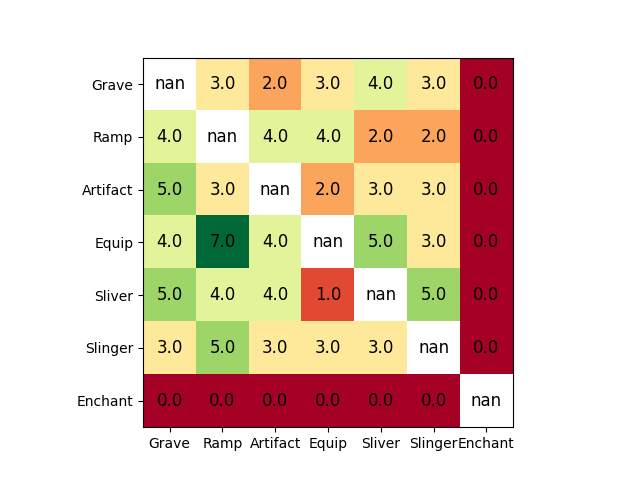 Grave nan 3.0 2.0 3.0 4.0 3.0 0.0
Ramp 4.0 nan 4.0 4.0 2.0 2.0 0.0
Artifact 5.0 3.0 nan 2.0 3.0 3.0 0.0
Equip 4.0 7.0 4.0 nan 5.0 3.0 0.0
Sliver 5.0 4.0 4.0 1.0 nan 5.0 0.0
Slinger 3.0 5.0 3.0 3.0 3.0 nan 0.0
Enchant 0.0 0.0 0.0 0.0 0.0 0.0 nan
Grave Ramp Artifact Equip Sliver Slinger Enchant